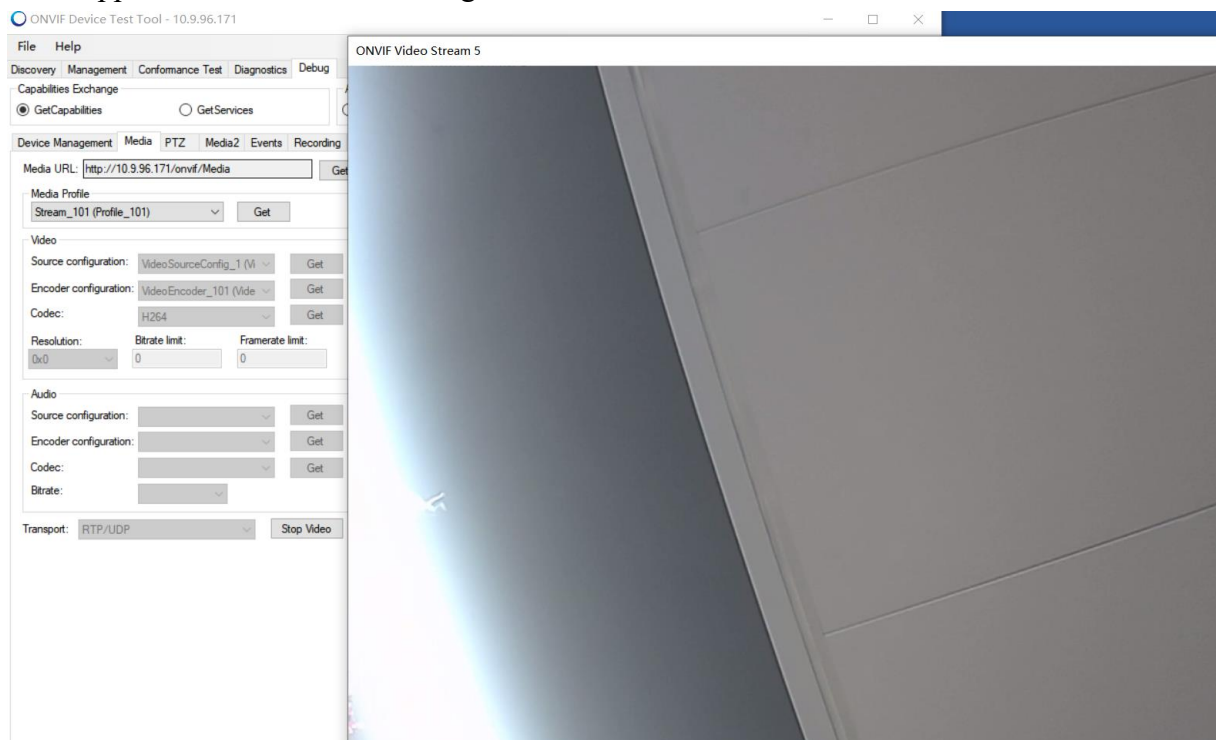 ONVIF Device Test Tool - 10.9.96.171
File Help
ONVIF Video Stream 5
Discovery Management Conformance Test Diagnostics Debug
Capabilities Exchange
GetCapabilities GetServices
Device Management Media PTZ Media2 Events Recording
Media URL: http://10.9.96.171/onvif/Media Get
Media Profile
Stream_101 (Profile_101) Get
Video
Source configuration: VideoSourceConfig_1 (Vi Get
Encoder configuration: VideoEncoder_101 (Vide Get
Codec: H264 Get
Resolution: Bitrate limit: Framerate limit:
0x0 0 0
Audio
Source configuration: Get
Encoder configuration: Get
Codec: Get
Bitrate:
Transport: RTP/UDP Stop Video